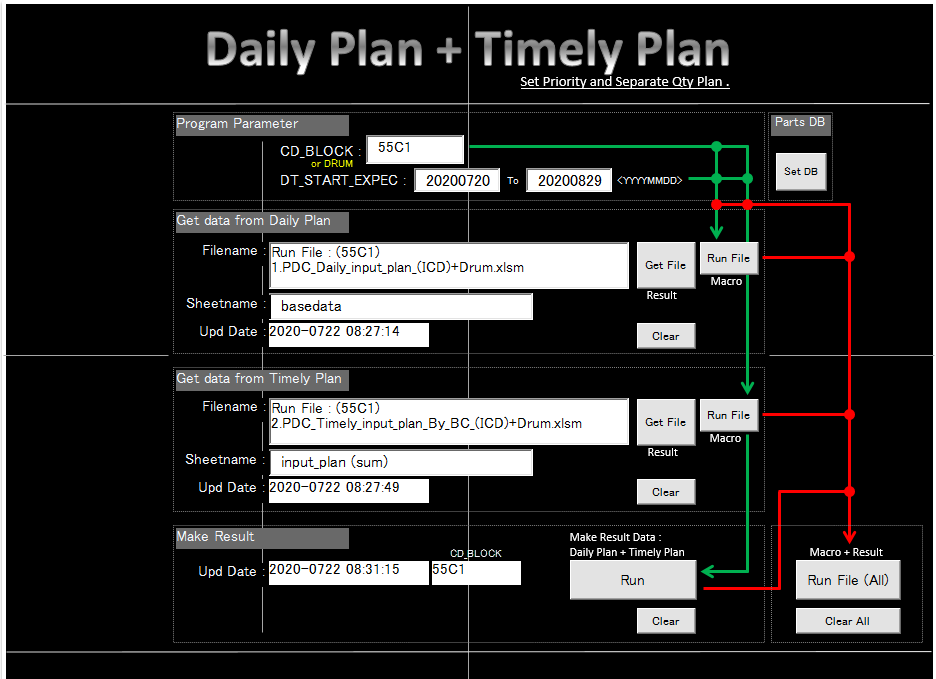 Daily Plan + Timely Plan
Set Priority and Separate Qty Plan .
Program Parameter
Parts DB
CD_BLOCK :
55C1
or DRUM
Set DB
DT_START_EXPEC :
20200720
To
20200829
<YYYYMMDD>
Get data from Daily Plan
Filename :
Run File : (55C1)
1.PDC_Daily_input_plan_(ICD)+Drum.xlsm
Get File
Run File
Result
Macro
Sheetname :
basedata
Upd Date :
2020-0722 08:27:14
Clear
Get data from Timely Plan
Filename :
Run File : (55C1)
2.PDC_Timely_input_plan_By_BC_(ICD)+Drum.xlsm
Get File
Run File
Result
Macro
Sheetname :
input_plan (sum)
Upd Date :
2020-0722 08:27:49
Clear
Make Result
Make Result Data :
Daily Plan + Timely Plan
CD_BLOCK
Macro + Result
Upd Date :
2020-0722 08:31:15
55C1
Run
Run File (All)
Clear
Clear All